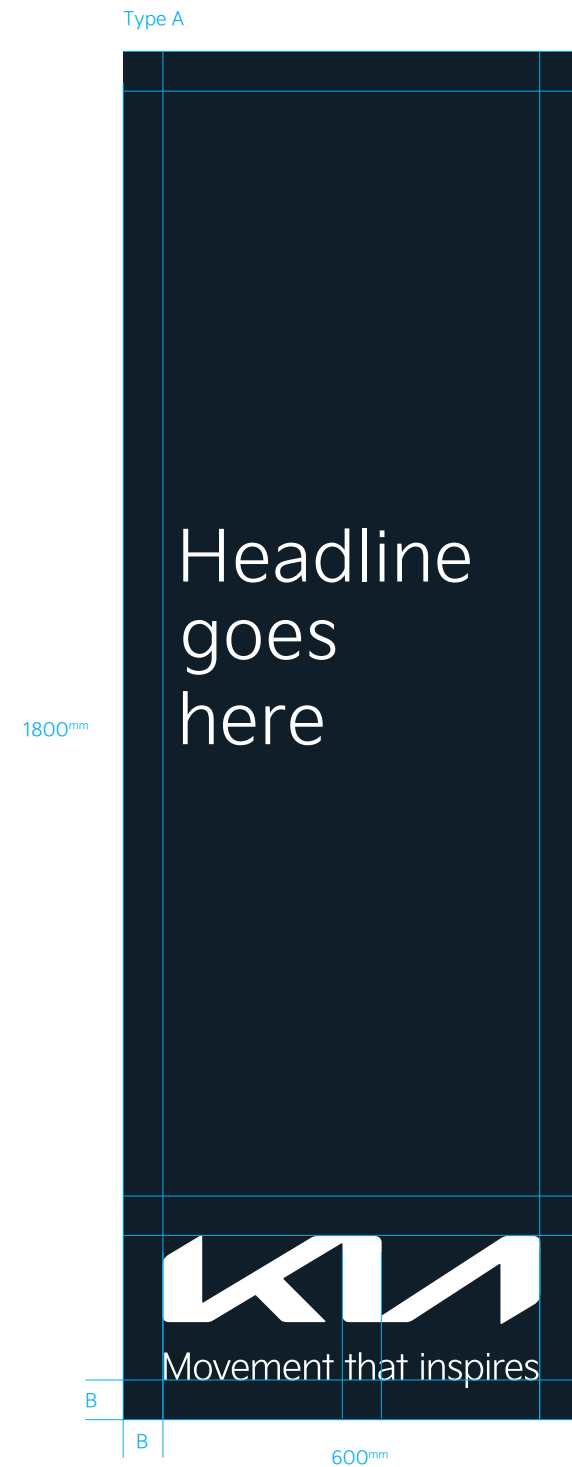 Type A
Headline
goes
here
1800mm
KIA
Movement that inspires
B
B
600mm